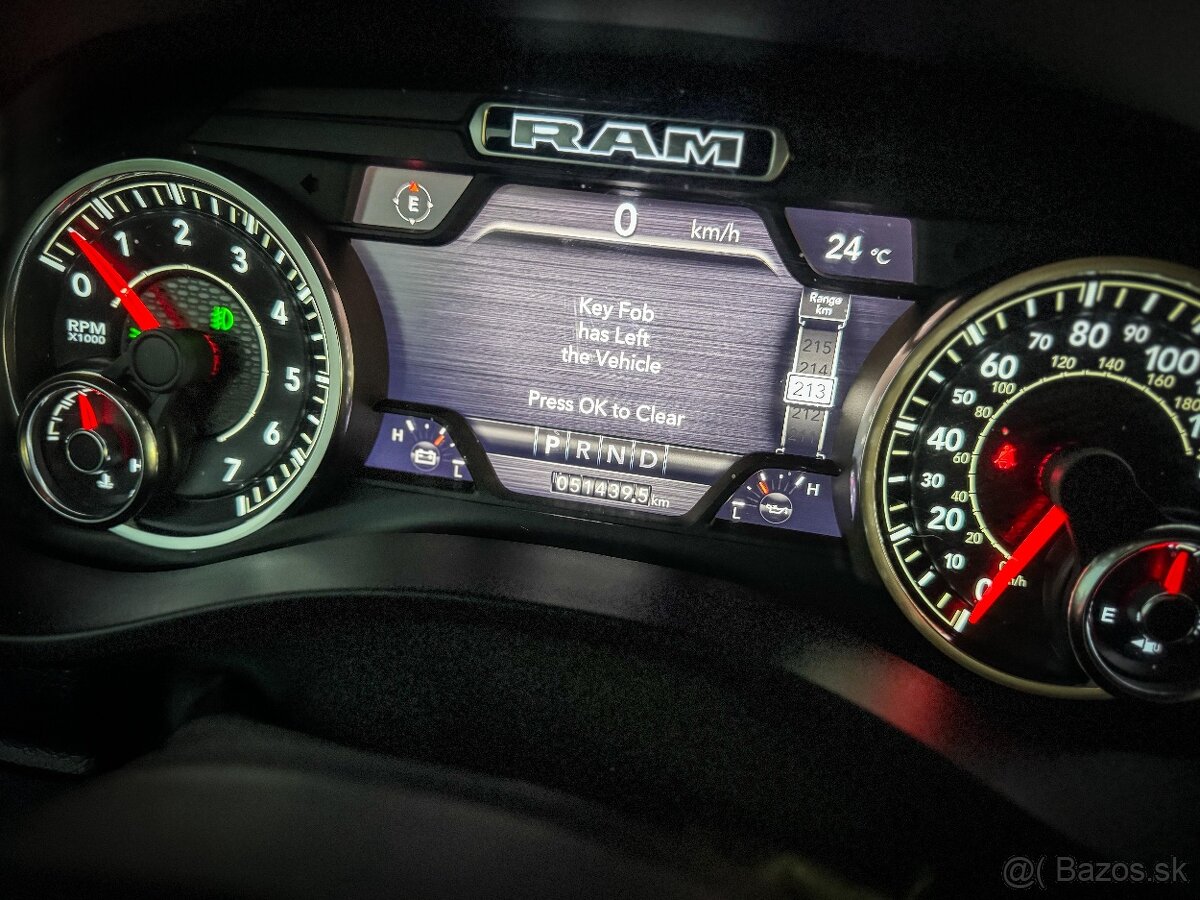 RAM
E
0 km/h
24 °C
Key Fob
has Left
the Vehicle
Press OK to Clear
Range
km
215
214
213
212
P R N D
051439.5 km
H
L
L
H
0
1
2
3
4
5
6
7
RPM
X1000
H
0
10
20
30
40
50
60
70
80
90
100
20
40
60
80
100
120
140
160
180
E
@( Bazos.sk